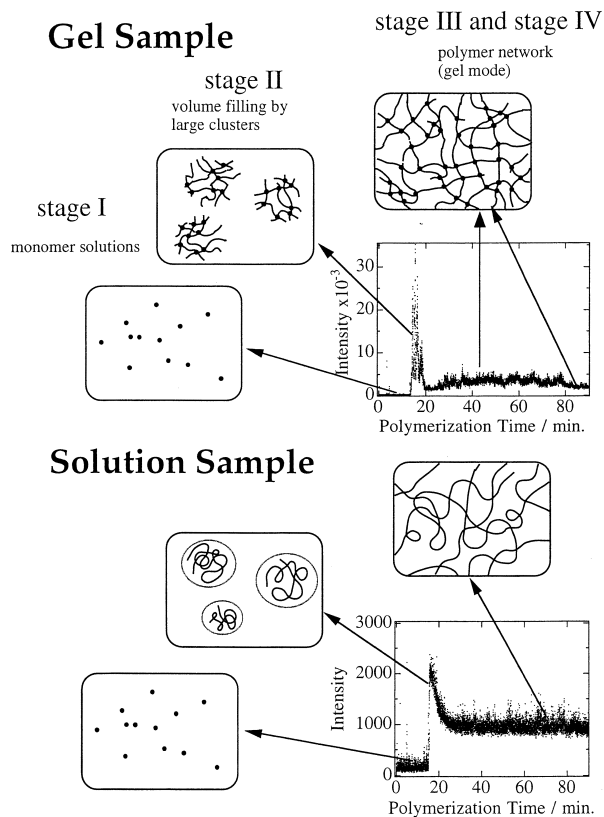 Gel Sample
stage III and stage IV
polymer network
(gel mode)
stage II
volume filling by
large clusters
stage I
monomer solutions
Intensity x10-3
30
20
10
0
0
20
40
60
80
Polymerization Time / min.
Solution Sample
Intensity
3000
2000
1000
0
0
20
40
60
80
Polymerization Time / min.